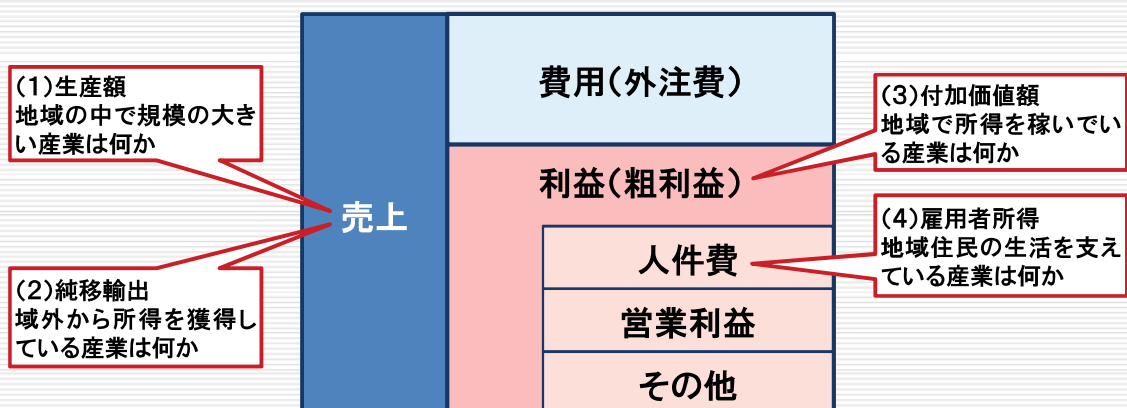 (1)生産額
地域の中で規模の大き
い産業は何か
(2)純移輸出
域外から所得を獲得し
ている産業は何か
売上
費用(外注費)
利益(粗利益)
人件費
営業利益
その他
(3)付加価値額
地域で所得を稼いでい
る産業は何か
(4)雇用者所得
地域住民の生活を支え
ている産業は何か